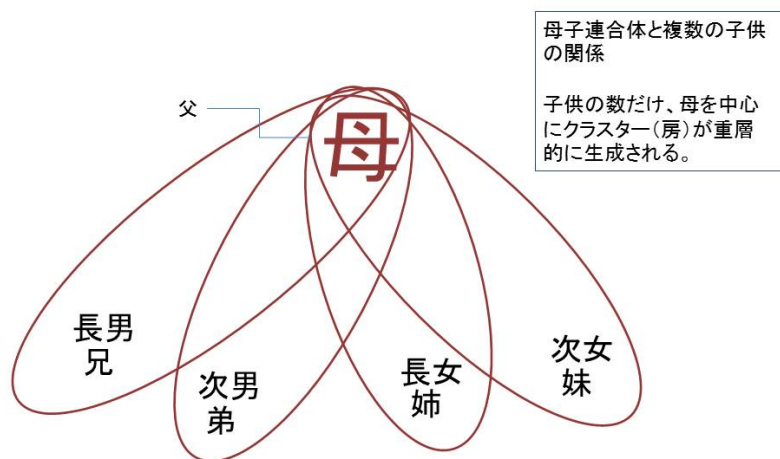 母子連合体と複数の子供
の関係
子供の数だけ、母を中心
にクラスター(房)が重層
的に生成される。
父
母
長男
兄
次男
弟
長女
姉
次女
妹